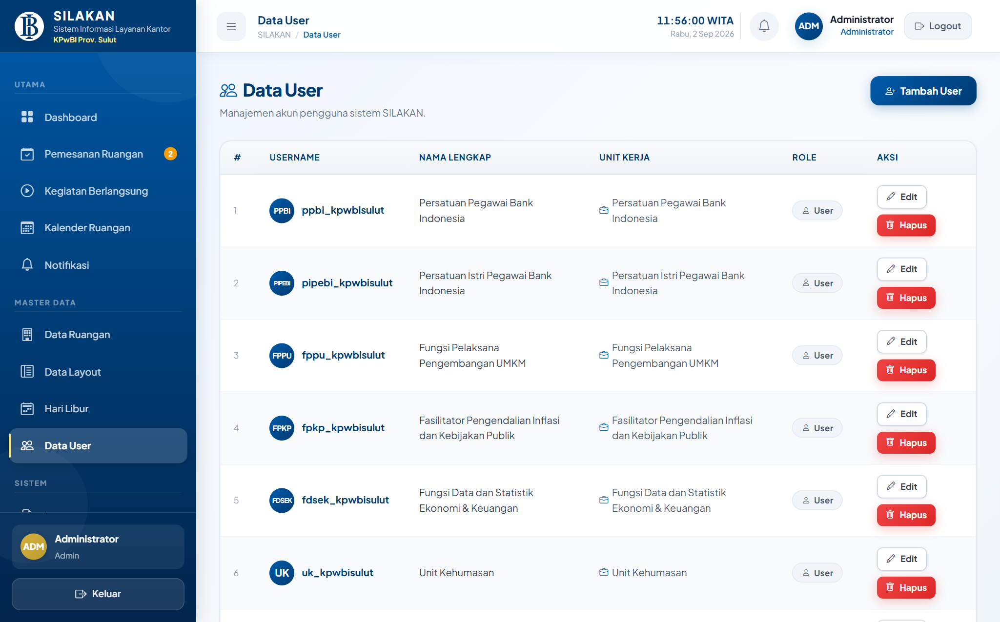 SILAKAN
Sistem Informasi Layanan Kantor
KPwBI Prov. Sulut
UTAMA
Dashboard
Pemesanan Ruangan 2
Kegiatan Berlangsung
Kalender Ruangan
Notifikasi
MASTER DATA
Data Ruangan
Data Layout
Hari Libur
Data User
SISTEM
ADM Administrator
Admin
Keluar
Data User
SILAKAN / Data User
11:56:00 WITA
Rabu, 2 Sep 2026
ADM
Administrator
Administrator
Logout
Data User
Manajemen akun pengguna sistem SILAKAN.
Tambah User
# USERNAME NAMA LENGKAP UNIT KERJA ROLE AKSI
1 PPBI ppbi_kpwbisulut Persatuan Pegawai Bank Indonesia Persatuan Pegawai Bank Indonesia User Edit Hapus
2 PIPEBI pipebi_kpwbisulut Persatuan Istri Pegawai Bank Indonesia Persatuan Istri Pegawai Bank Indonesia User Edit Hapus
3 FPPU fppu_kpwbisulut Fungsi Pelaksana Pengembangan UMKM Fungsi Pelaksana Pengembangan UMKM User Edit Hapus
4 FPKP fpkp_kpwbisulut Fasilitator Pengendalian Inflasi dan Kebijakan Publik Fasilitator Pengendalian Inflasi dan Kebijakan Publik User Edit Hapus
5 FDSEK fdsek_kpwbisulut Fungsi Data dan Statistik Ekonomi & Keuangan Fungsi Data dan Statistik Ekonomi & Keuangan User Edit Hapus
6 UK uk_kpwbisulut Unit Kehumasan Unit Kehumasan User Edit Hapus